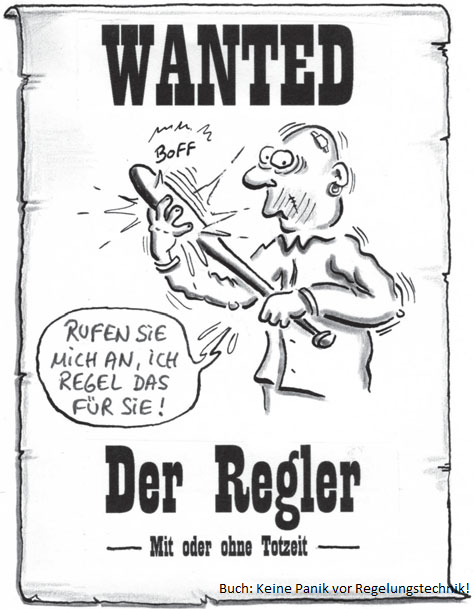 WANTED
BOFF
RUFEN SIE
MICH AN, ICH
REGEL DAS
FÜR SIE!
Der Regler
— Mit oder ohne Totzeit —
Buch: Keine Panik vor Regelungstechnik!